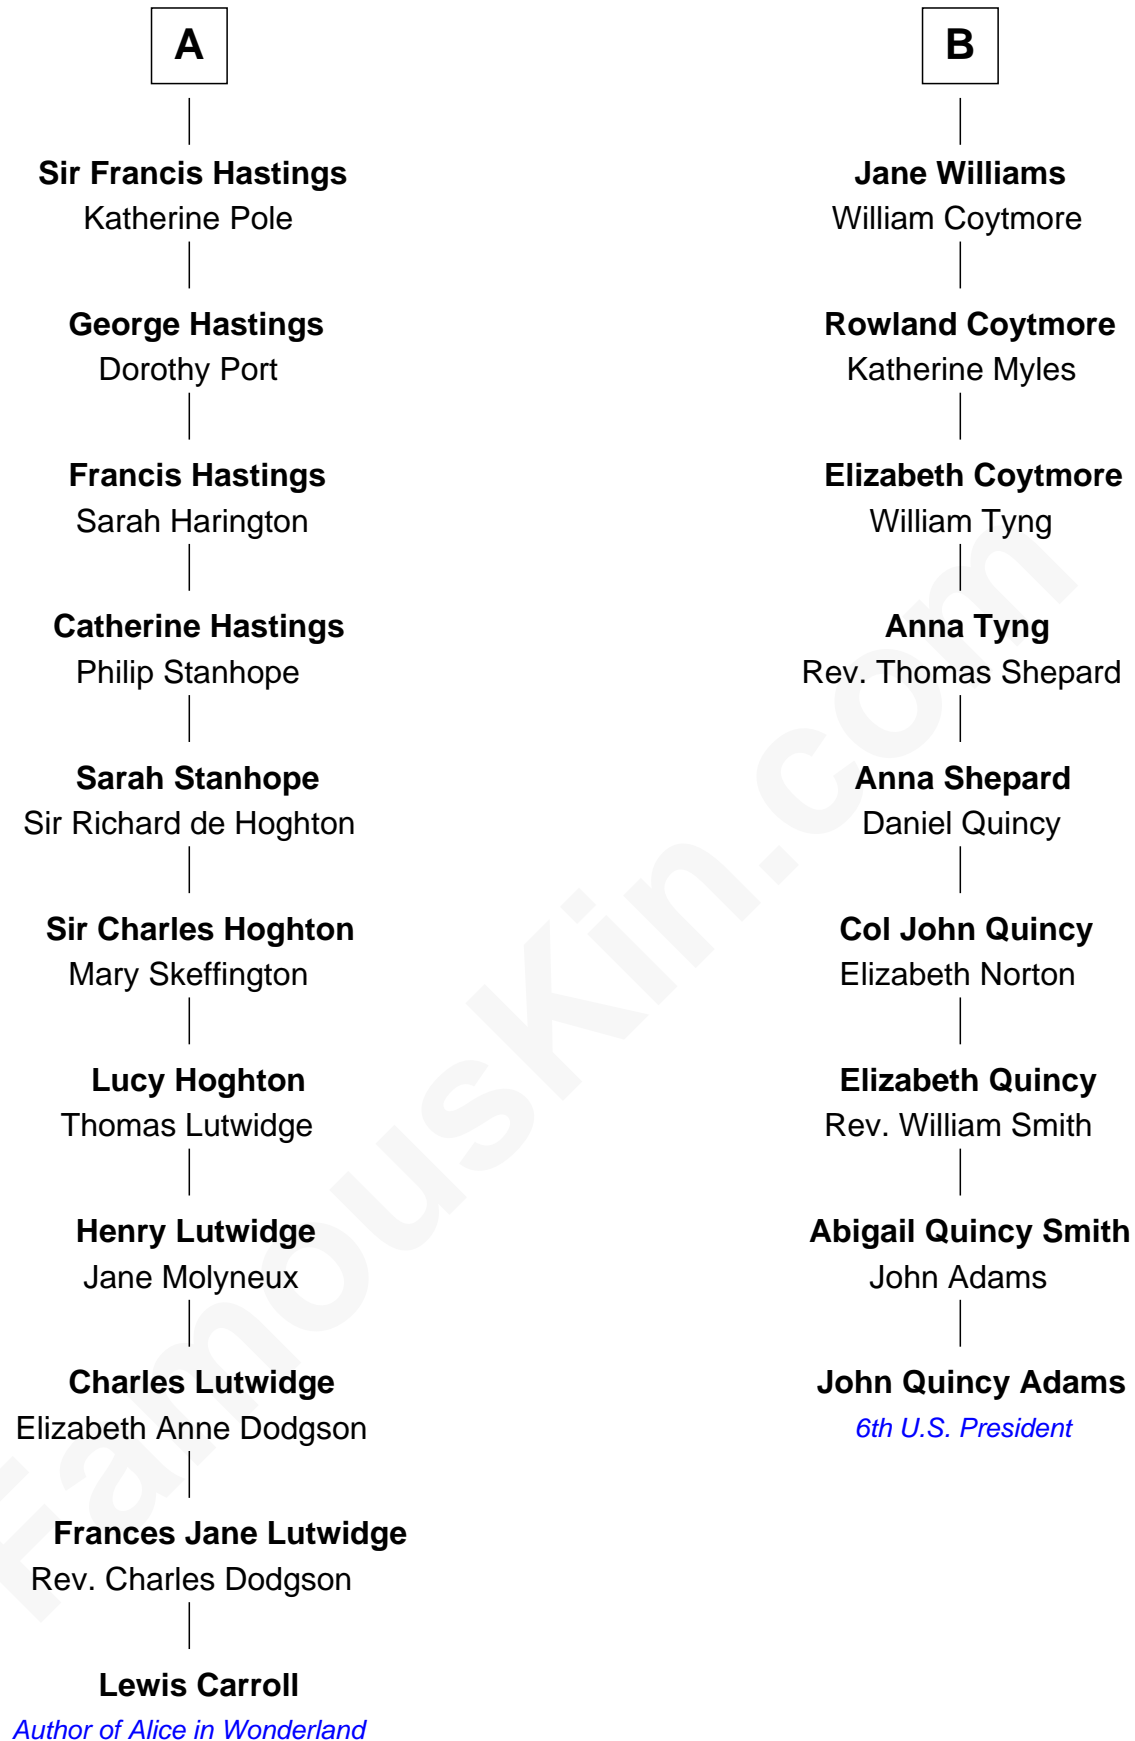 A
Sir Francis Hastings
Katherine Pole
George Hastings
Dorothy Port
Francis Hastings
Sarah Harington
Catherine Hastings
Philip Stanhope
Sarah Stanhope
Sir Richard de Hoghton
Sir Charles Hoghton
Mary Skeffington
Lucy Hoghton
Thomas Lutwidge
Henry Lutwidge
Jane Molyneux
Charles Lutwidge
Elizabeth Anne Dodgson
Frances Jane Lutwidge
Rev. Charles Dodgson
Lewis Carroll
Author of Alice in Wonderland
B
Jane Williams
William Coytmore
Rowland Coytmore
Katherine Myles
Elizabeth Coytmore
William Tyng
Anna Tyng
Rev. Thomas Shepard
Anna Shepard
Daniel Quincy
Col John Quincy
Elizabeth Norton
Elizabeth Quincy
Rev. William Smith
Abigail Quincy Smith
John Adams
John Quincy Adams
6th U.S. President
FamousKin.com